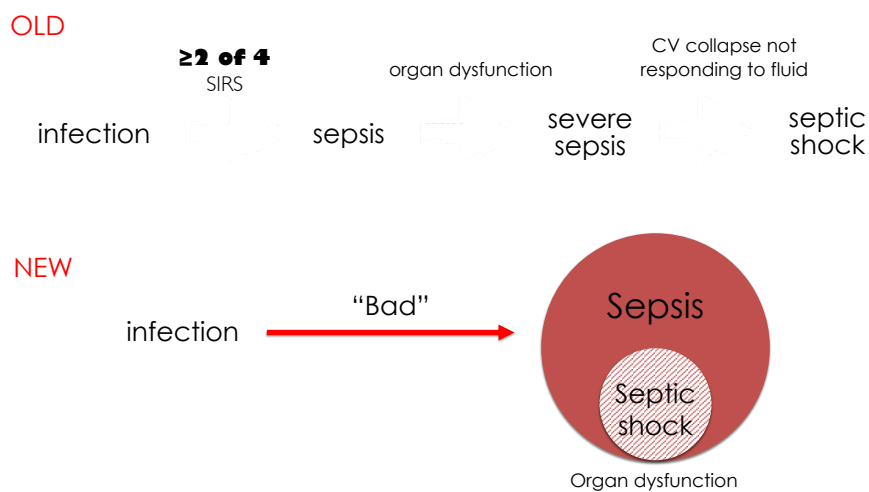 OLD
≥2 of 4
SIRS
organ dysfunction
CV collapse not
responding to fluid
infection
sepsis
severe
sepsis
septic
shock
NEW
infection
“Bad”
Sepsis
Septic
shock
Organ dysfunction